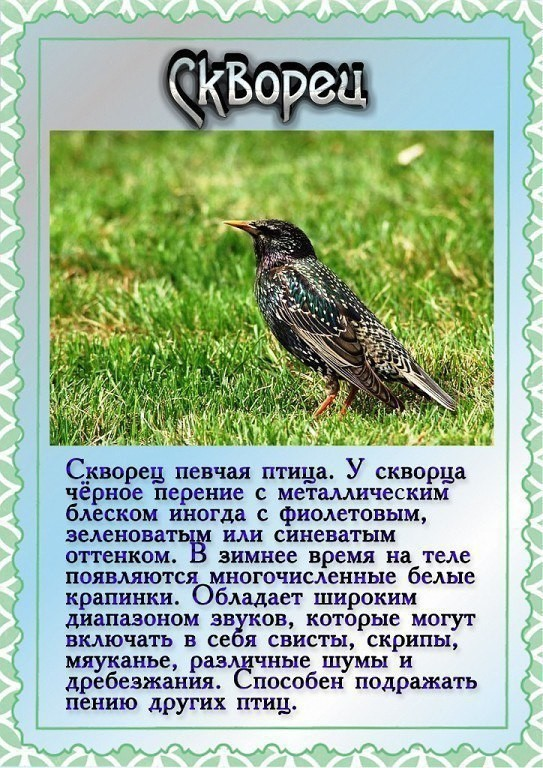 Скворец
Скворец певчая птица. У скворца
чёрное перение с металлическим
блеском иногда с фиолетовым,
зеленоватым или синеватым
оттенком. В зимнее время на теле
появляются многочисленные белые
крапинки. Обладает широким
диапазоном звуков, которые могут
включать в себя свисты, скрипы,
мяуканье, различные шумы и
дребезжания. Способен подражать
пению других птиц.